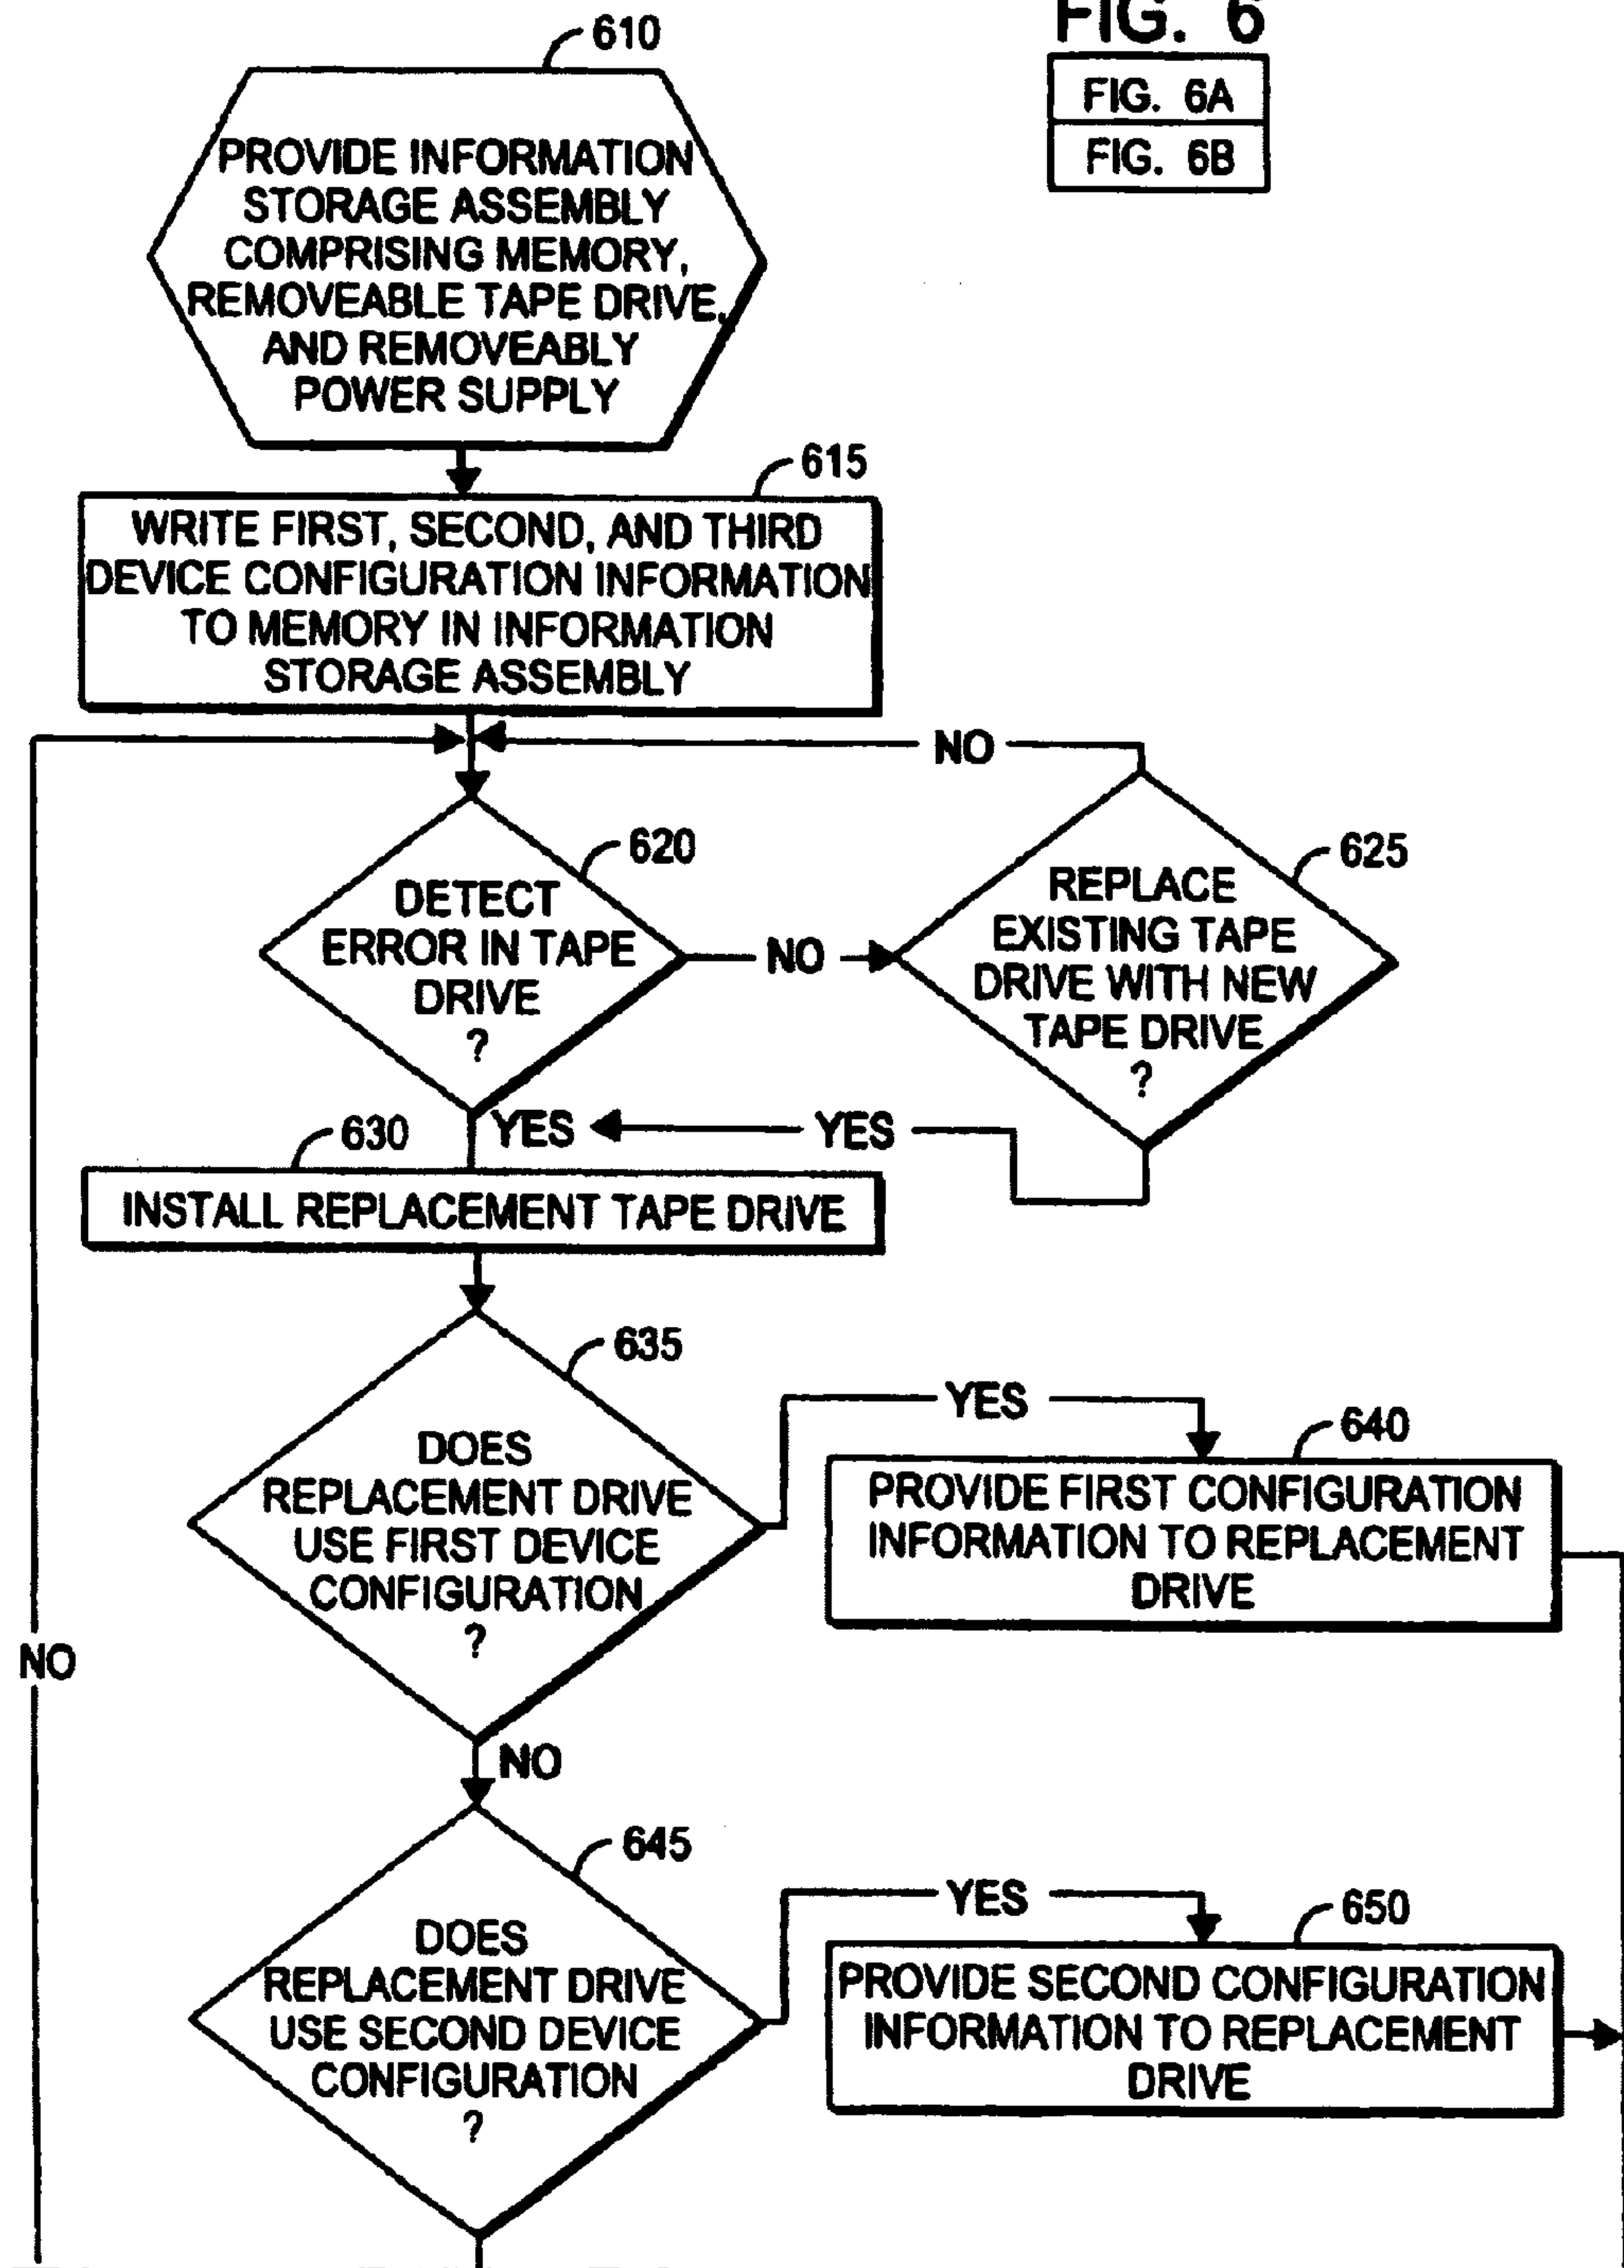 FIG. 6
FIG. 6A
FIG. 6B
610
PROVIDE INFORMATION
STORAGE ASSEMBLY
COMPRISING MEMORY,
REMOVEABLE TAPE DRIVE,
AND REMOVEABLY
POWER SUPPLY
615
WRITE FIRST, SECOND, AND THIRD
DEVICE CONFIGURATION INFORMATION
TO MEMORY IN INFORMATION
STORAGE ASSEMBLY
NO
620
DETECT
ERROR IN TAPE
DRIVE
?
NO
625
REPLACE
EXISTING TAPE
DRIVE WITH NEW
TAPE DRIVE
?
YES
YES
630
INSTALL REPLACEMENT TAPE DRIVE
635
DOES
REPLACEMENT DRIVE
USE FIRST DEVICE
CONFIGURATION
?
YES
640
PROVIDE FIRST CONFIGURATION
INFORMATION TO REPLACEMENT
DRIVE
NO
NO
645
DOES
REPLACEMENT DRIVE
USE SECOND DEVICE
CONFIGURATION
?
YES
650
PROVIDE SECOND CONFIGURATION
INFORMATION TO REPLACEMENT
DRIVE